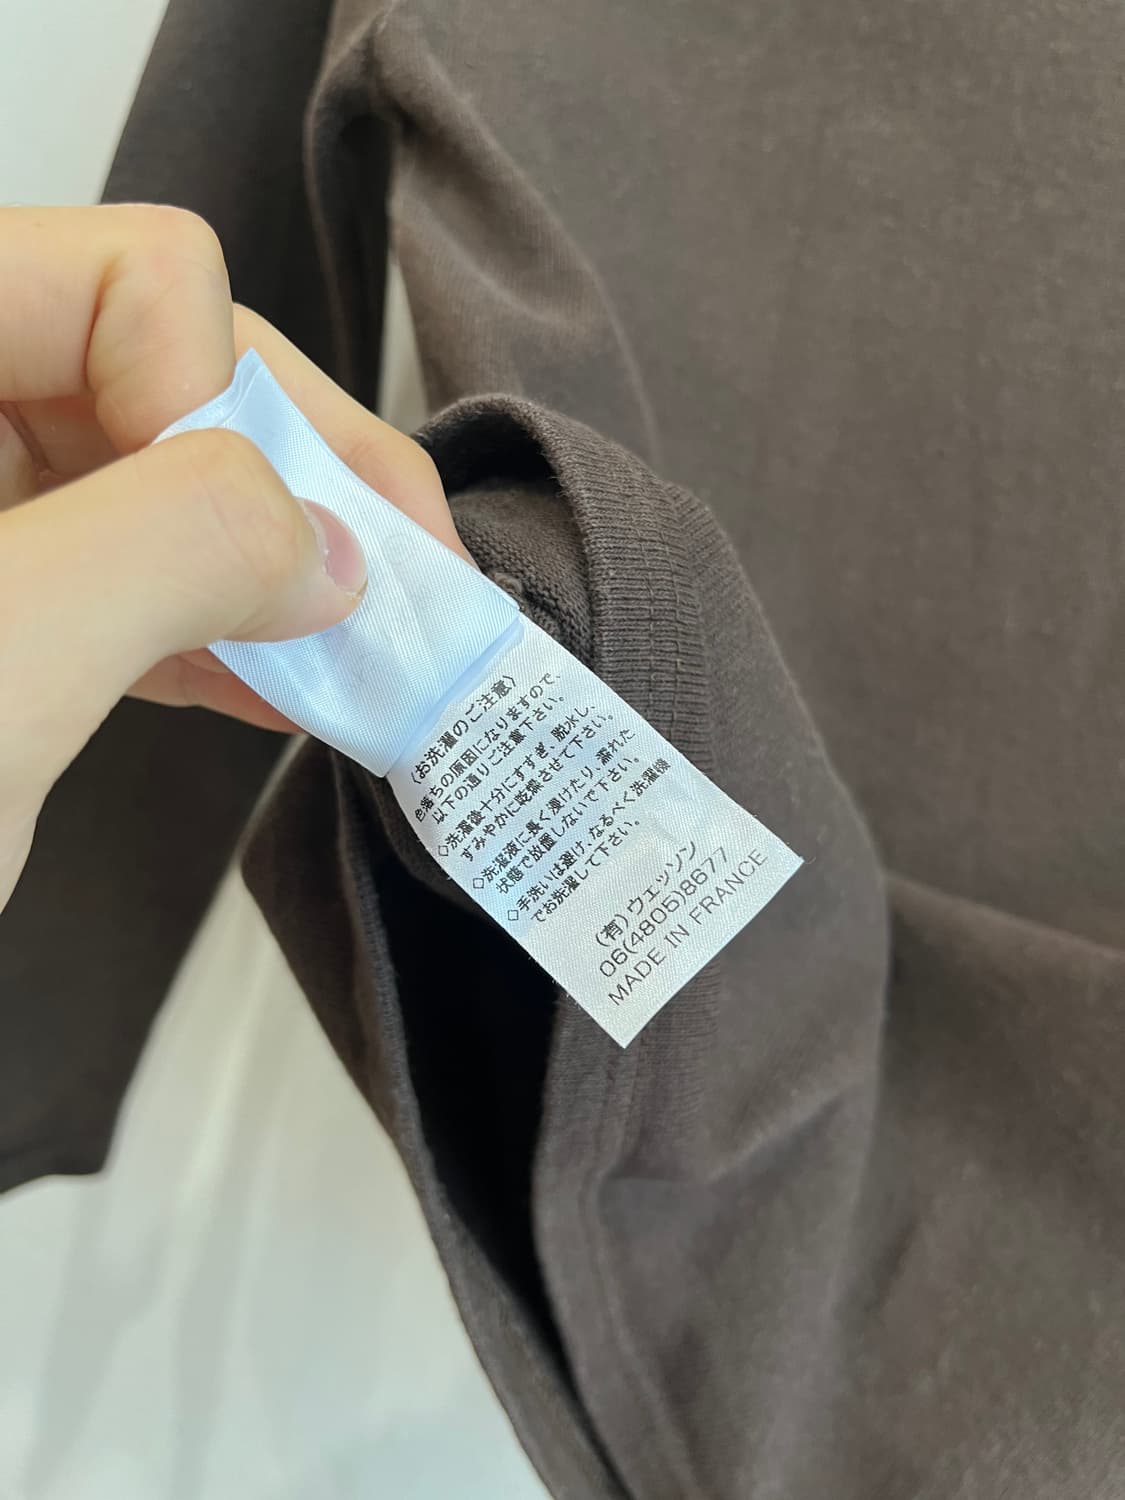 〈お洗濯のご注意〉
色落ちの原因になりますので、
以下の通りご注意下さい。
◇洗濯後十分にすすぎ、脱水し、
すみやかに乾燥させて下さい。
◇洗濯液に長く浸けたり、濡れた
状態で放置しないで下さい。
◇手洗いは避け、なるべく洗濯機
でお洗濯して下さい。
(有)ウェッソン
06(4805)8677
MADE IN FRANCE